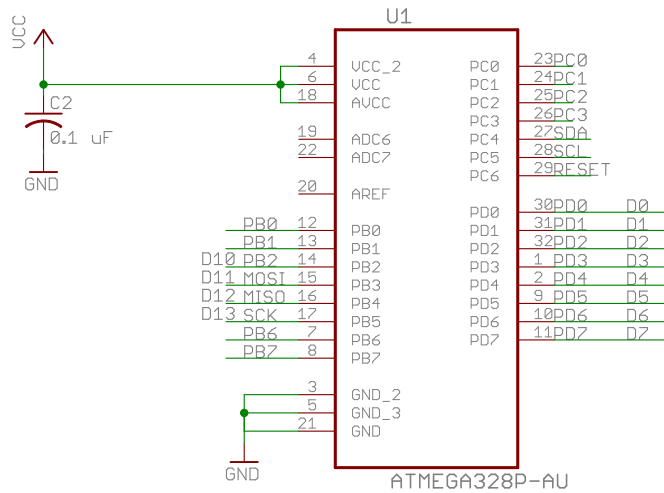 U1
VCC
4 VCC_2 PC0 23 PC0
6 VCC PC1 24 PC1
18 AVCC PC2 25 PC2
C2 PC3 26 PC3
0.1 uF 19 ADC6 PC4 27 SDA
22 ADC7 PC5 28 SCL
GND PC6 29 RESET
20 AREF
PD0 30 PD0 D0
PB0 12 PB0 PD1 31 PD1 D1
PB1 13 PB1 PD2 32 PD2 D2
D10 PB2 14 PB2 PD3 1 PD3 D3
D11 MOSI 15 PB3 PD4 2 PD4 D4
D12 MISO 16 PB4 PD5 9 PD5 D5
D13 SCK 17 PB5 PD6 10 PD6 D6
PB6 7 PB6 PD7 11 PD7 D7
PB7 8 PB7
3 GND_2
5 GND_3
21 GND
GND
ATMEGA328P-AU